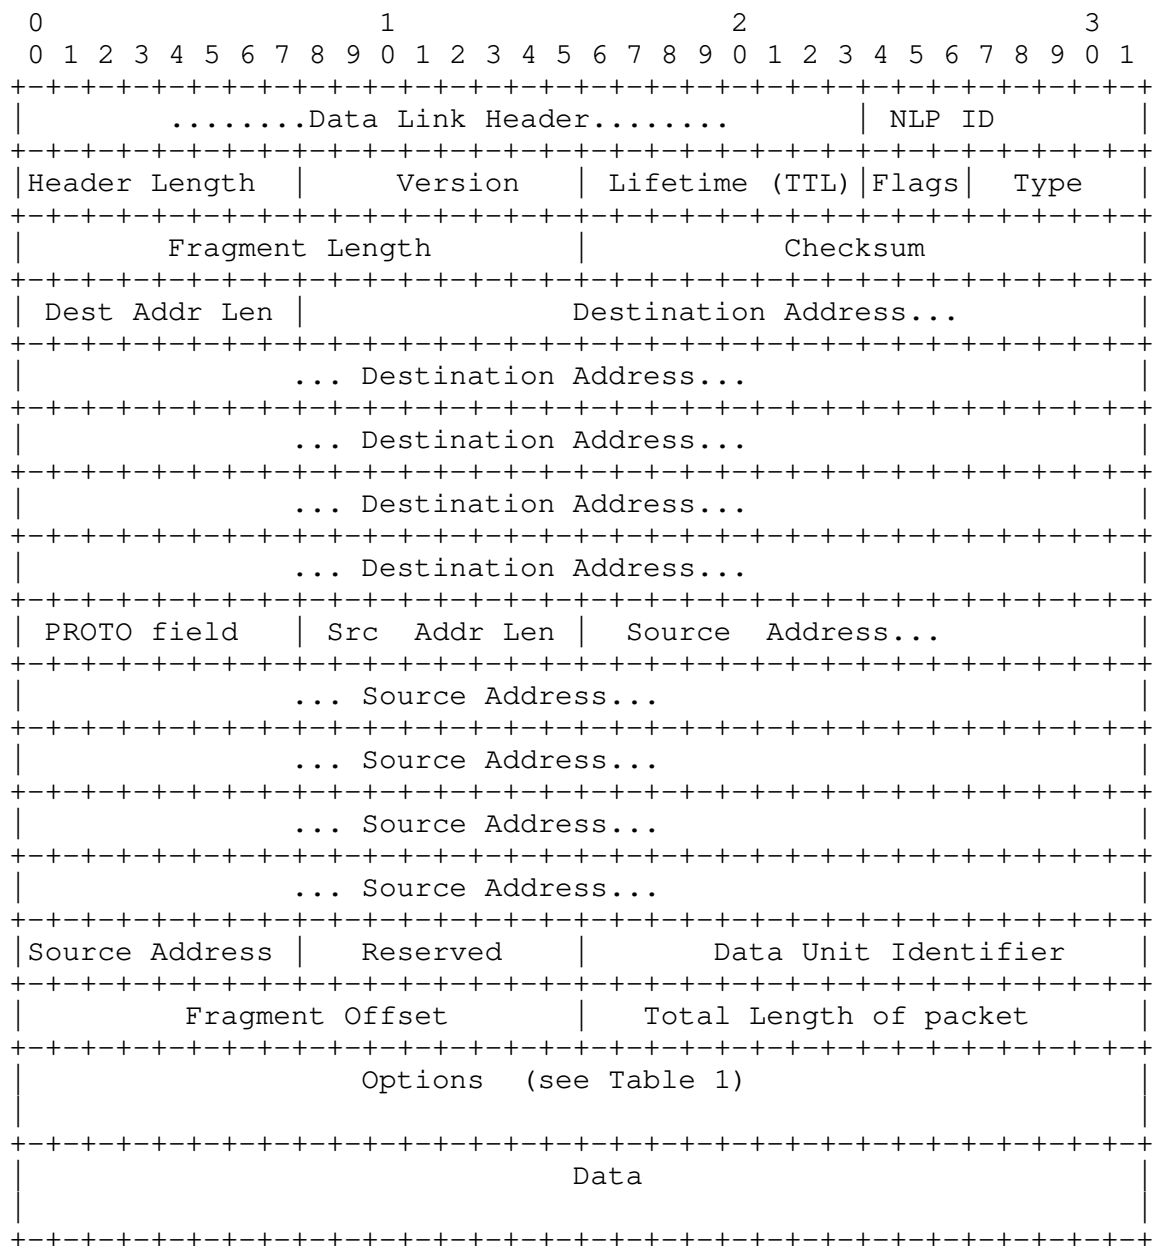 0                   1                   2                   3
 0 1 2 3 4 5 6 7 8 9 0 1 2 3 4 5 6 7 8 9 0 1 2 3 4 5 6 7 8 9 0 1
+-+-+-+-+-+-+-+-+-+-+-+-+-+-+-+-+-+-+-+-+-+-+-+-+-+-+-+-+-+-+-+-+
|        ........Data Link Header........       | NLP ID        |
+-+-+-+-+-+-+-+-+-+-+-+-+-+-+-+-+-+-+-+-+-+-+-+-+-+-+-+-+-+-+-+-+
|Header Length  |     Version   | Lifetime (TTL)|Flags|  Type   |
+-+-+-+-+-+-+-+-+-+-+-+-+-+-+-+-+-+-+-+-+-+-+-+-+-+-+-+-+-+-+-+-+
|        Fragment Length        |           Checksum            |
+-+-+-+-+-+-+-+-+-+-+-+-+-+-+-+-+-+-+-+-+-+-+-+-+-+-+-+-+-+-+-+-+
| Dest Addr Len |               Destination Address...          |
+-+-+-+-+-+-+-+-+-+-+-+-+-+-+-+-+-+-+-+-+-+-+-+-+-+-+-+-+-+-+-+-+
|               ... Destination Address...                      |
+-+-+-+-+-+-+-+-+-+-+-+-+-+-+-+-+-+-+-+-+-+-+-+-+-+-+-+-+-+-+-+-+
|               ... Destination Address...                      |
+-+-+-+-+-+-+-+-+-+-+-+-+-+-+-+-+-+-+-+-+-+-+-+-+-+-+-+-+-+-+-+-+
|               ... Destination Address...                      |
+-+-+-+-+-+-+-+-+-+-+-+-+-+-+-+-+-+-+-+-+-+-+-+-+-+-+-+-+-+-+-+-+
|               ... Destination Address...                      |
+-+-+-+-+-+-+-+-+-+-+-+-+-+-+-+-+-+-+-+-+-+-+-+-+-+-+-+-+-+-+-+-+
| PROTO field   | Src  Addr Len |  Source  Address...           |
+-+-+-+-+-+-+-+-+-+-+-+-+-+-+-+-+-+-+-+-+-+-+-+-+-+-+-+-+-+-+-+-+
|               ... Source Address...                           |
+-+-+-+-+-+-+-+-+-+-+-+-+-+-+-+-+-+-+-+-+-+-+-+-+-+-+-+-+-+-+-+-+
|               ... Source Address...                           |
+-+-+-+-+-+-+-+-+-+-+-+-+-+-+-+-+-+-+-+-+-+-+-+-+-+-+-+-+-+-+-+-+
|               ... Source Address...                           |
+-+-+-+-+-+-+-+-+-+-+-+-+-+-+-+-+-+-+-+-+-+-+-+-+-+-+-+-+-+-+-+-+
|               ... Source Address...                           |
+-+-+-+-+-+-+-+-+-+-+-+-+-+-+-+-+-+-+-+-+-+-+-+-+-+-+-+-+-+-+-+-+
|Source Address |   Reserved    |       Data Unit Identifier    |
+-+-+-+-+-+-+-+-+-+-+-+-+-+-+-+-+-+-+-+-+-+-+-+-+-+-+-+-+-+-+-+-+
|         Fragment Offset       |   Total Length of packet      |
+-+-+-+-+-+-+-+-+-+-+-+-+-+-+-+-+-+-+-+-+-+-+-+-+-+-+-+-+-+-+-+-+
|                   Options  (see Table 1)                      |
|                                                               |
+-+-+-+-+-+-+-+-+-+-+-+-+-+-+-+-+-+-+-+-+-+-+-+-+-+-+-+-+-+-+-+-+
|                               Data                            |
|                                                               |
+-+-+-+-+-+-+-+-+-+-+-+-+-+-+-+-+-+-+-+-+-+-+-+-+-+-+-+-+-+-+-+-+